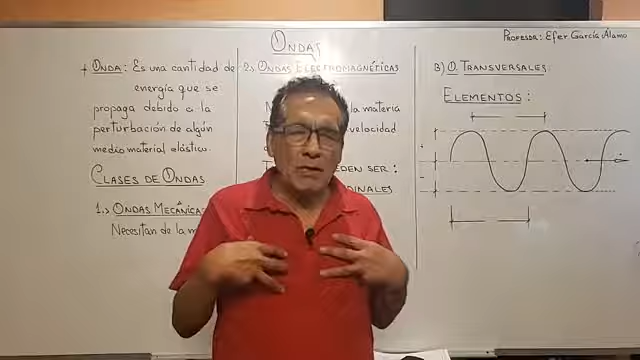 PROFESOR: Efer García Alamo
ONDAS
* ONDA: Es una cantidad de
energía que se
propaga debido a la
perturbación de algún
medio material elástico.
CLASES DE ONDAS
1.> ONDAS MECÁNICAS
Necesitan de la
2.> ONDAS ELECTROMAGNÉTICAS
la materia
velocidad
SER:
B) O. TRANSVERSALES:
ELEMENTOS: